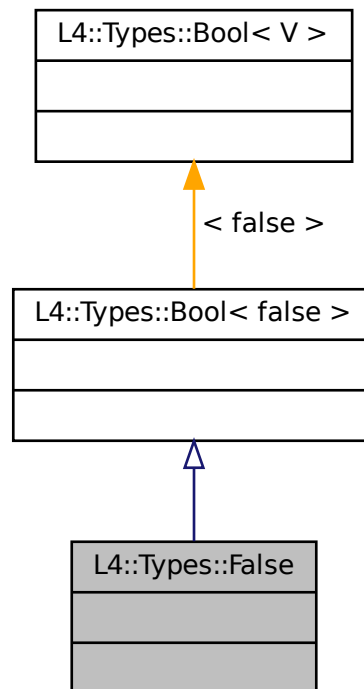 L4::Types::Bool< V >
< false >
L4::Types::Bool< false >
L4::Types::False